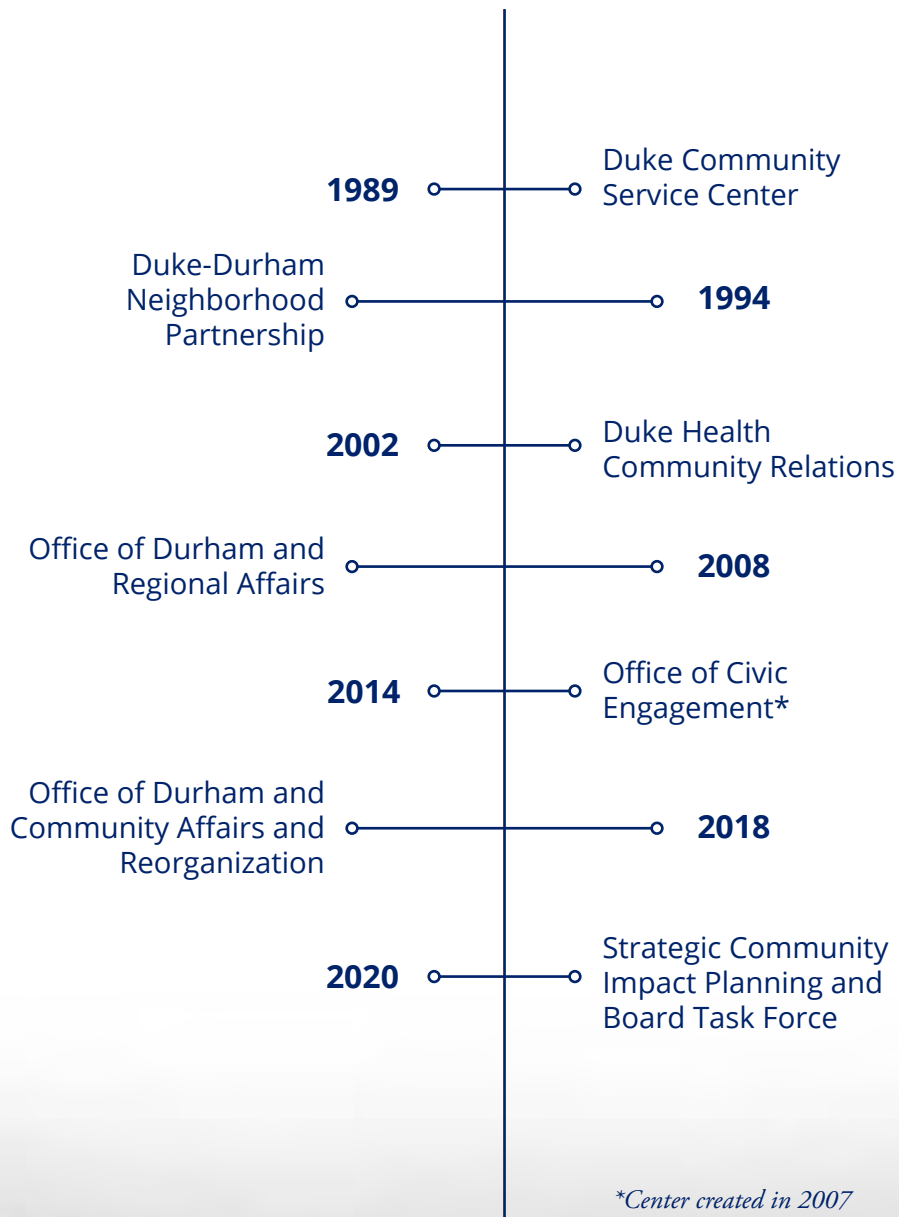 1989
Duke Community
Service Center
Duke-Durham
Neighborhood
Partnership
1994
2002
Duke Health
Community Relations
Office of Durham and
Regional Affairs
2008
2014
Office of Civic
Engagement*
Office of Durham and
Community Affairs and
Reorganization
2018
2020
Strategic Community
Impact Planning and
Board Task Force
*Center created in 2007